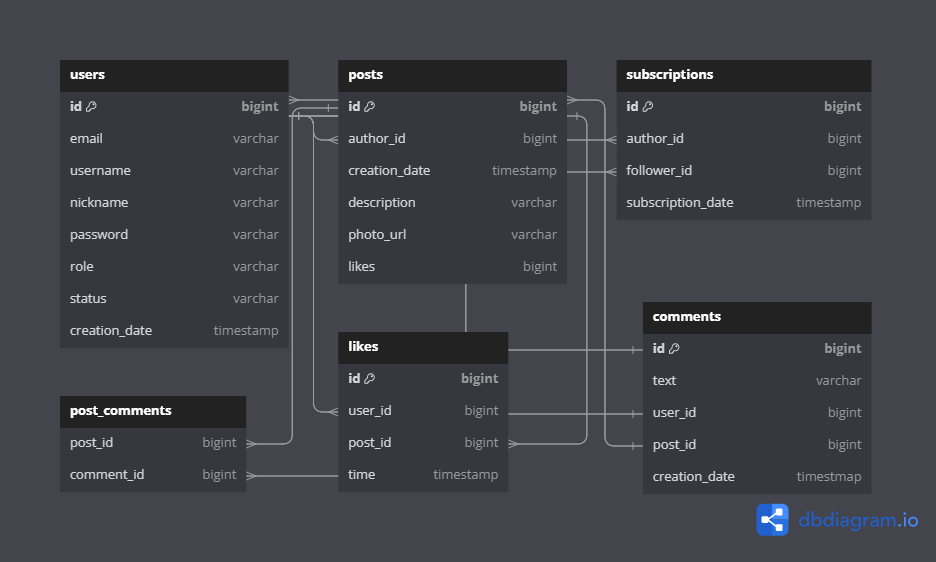 users
id bigint
email varchar
username varchar
nickname varchar
password varchar
role varchar
status varchar
creation_date timestamp
posts
id bigint
author_id bigint
creation_date timestamp
description varchar
photo_url varchar
likes bigint
subscriptions
id bigint
author_id bigint
follower_id bigint
subscription_date timestamp
likes
id bigint
user_id bigint
post_id bigint
time timestamp
comments
id bigint
text varchar
user_id bigint
post_id bigint
creation_date timestmap
post_comments
post_id bigint
comment_id bigint
dbdiagram.io